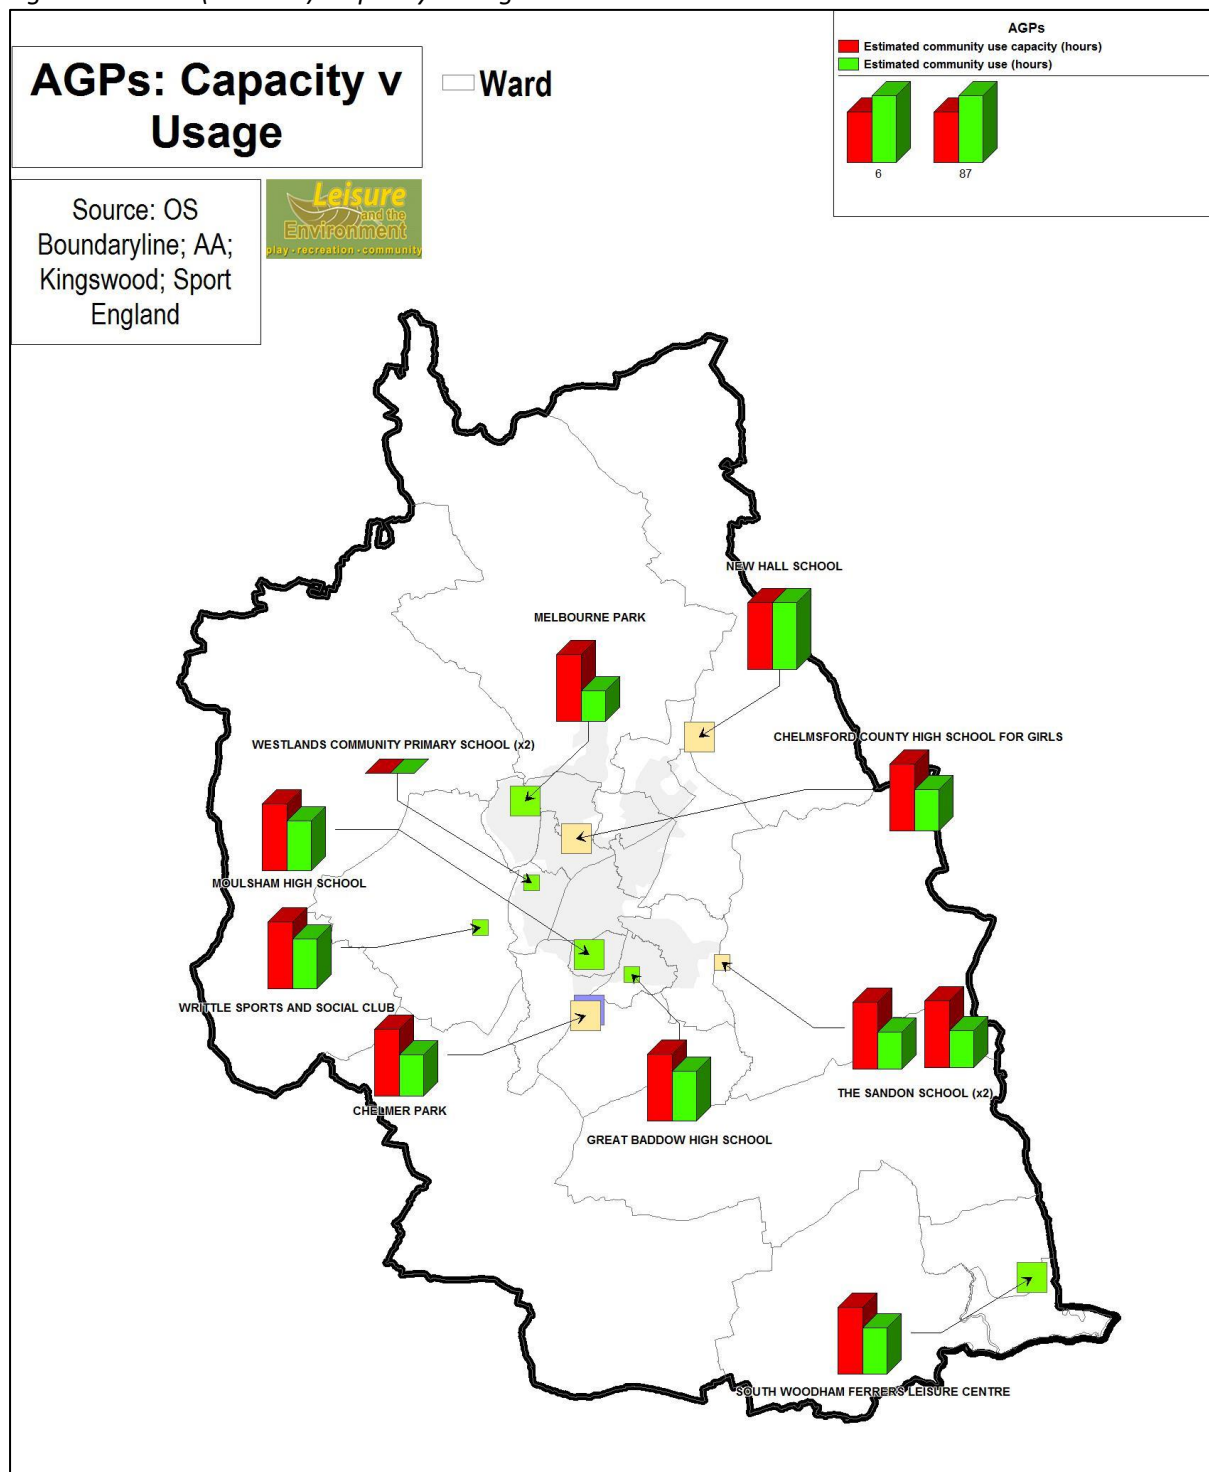 AGPs: Capacity v
Usage
Ward
AGPs
Estimated community use capacity (hours)
Estimated community use (hours)
6
87
Source: OS
Boundaryline; AA;
Kingswood; Sport
England
Leisure
and the
Environment
play - recreation - community
NEW HALL SCHOOL
MELBOURNE PARK
CHELMSFORD COUNTY HIGH SCHOOL FOR GIRLS
WESTLANDS COMMUNITY PRIMARY SCHOOL (x2)
MOULSHAM HIGH SCHOOL
WRITTLE SPORTS AND SOCIAL CLUB
THE SANDON SCHOOL (x2)
CHELMER PARK
GREAT BADDOW HIGH SCHOOL
SOUTH WOODHAM FERRERS LEISURE CENTRE